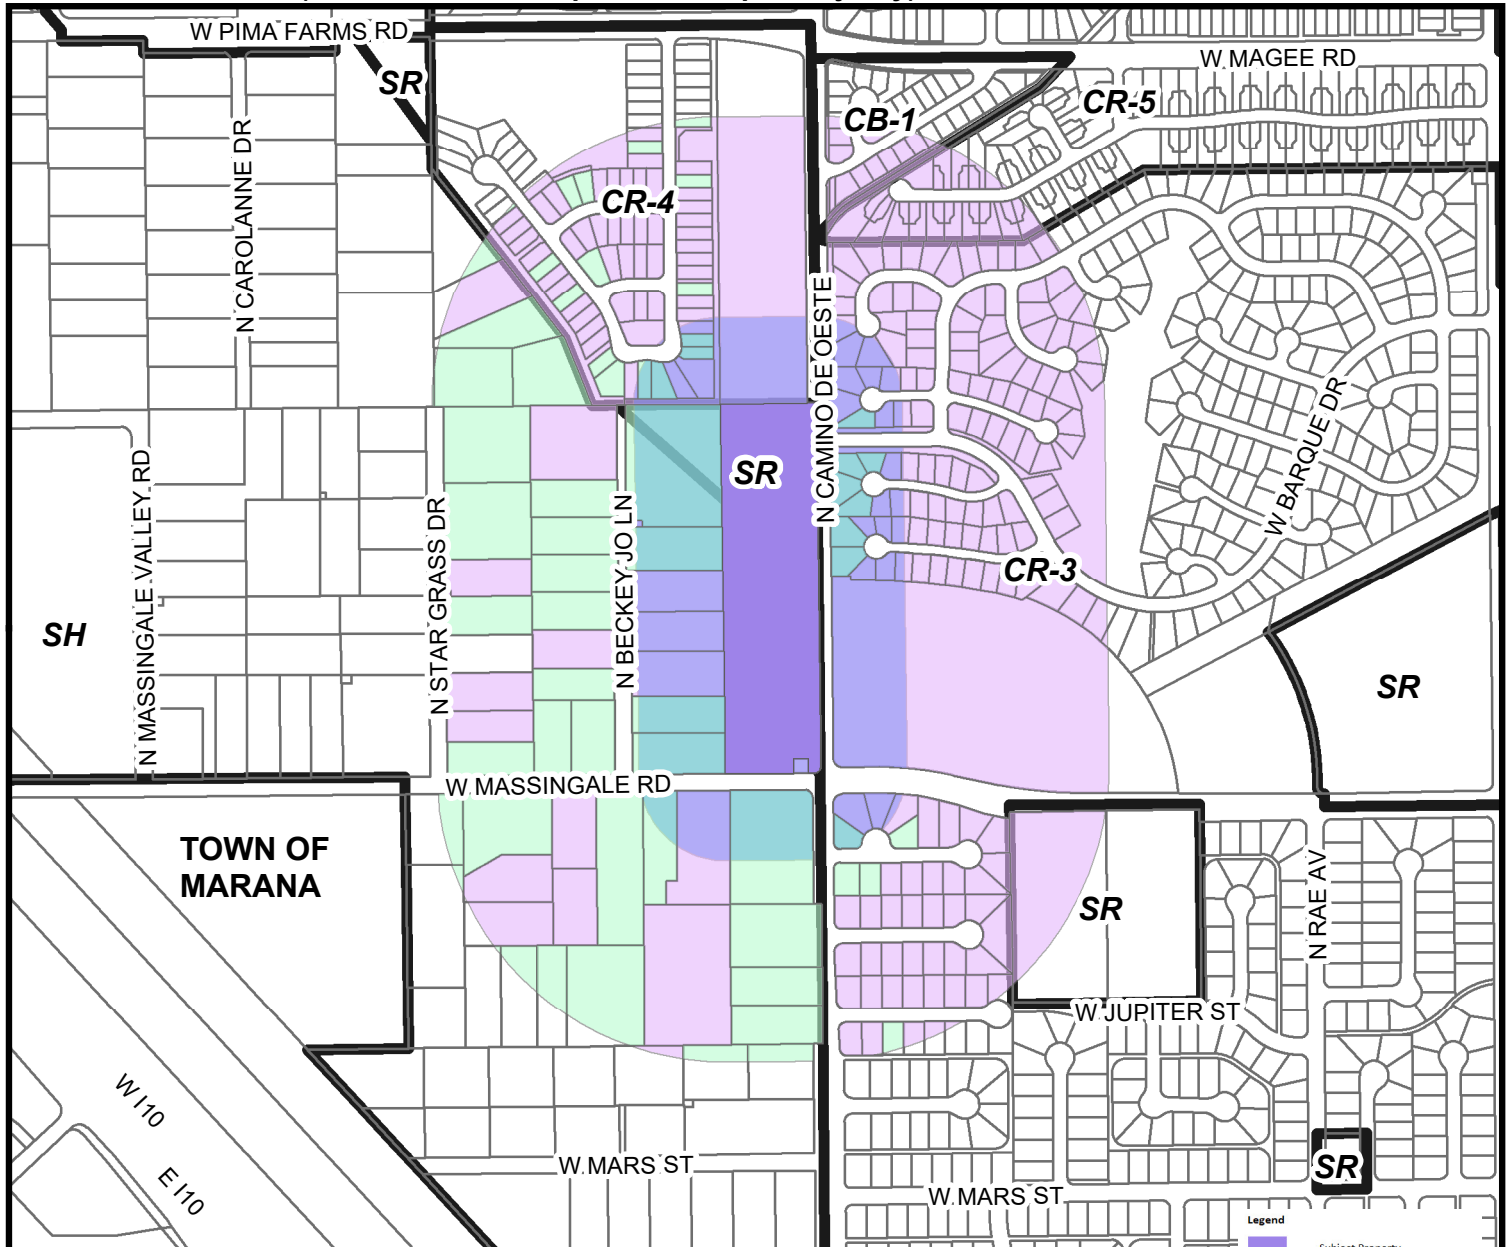 W PIMA FARMS RD
W MAGEE RD
SR
CR-5
CB-1
N CAROLANNE DR
CR-4
N CAMINO DE OESTE
W BARQUE DR
SR
N MASSINGALE VALLEY RD
N STAR GRASS DR
N BECKEY JO LN
CR-3
SH
SR
W MASSINGALE RD
TOWN OF
MARANA
N RAE AV
SR
W JUPITER ST
W I10
E I10
W MARS ST
SR
W MARS ST
Legend
Subject Property